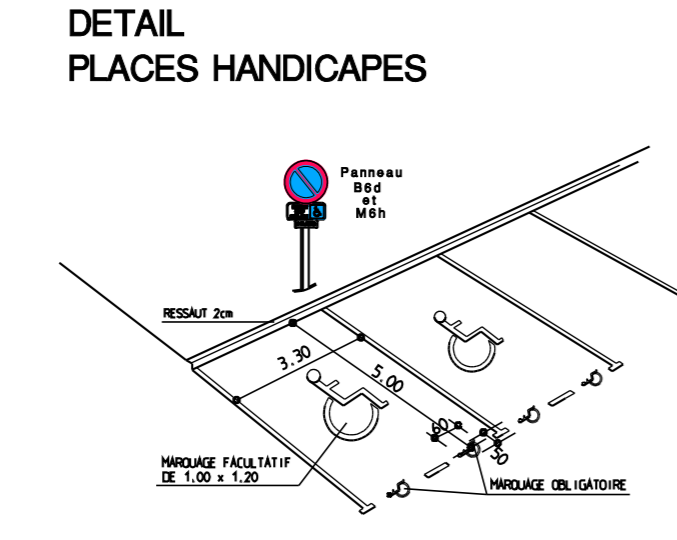 DETAIL
PLACES HANDICAPES
Panneau
B6d
et
M6h
RESSAUT 2cm
3.30
5.00
60
50
MARQUAGE FACULTATIF
DE 1.00 x 1.20
MARQUAGE OBLIGATOIRE